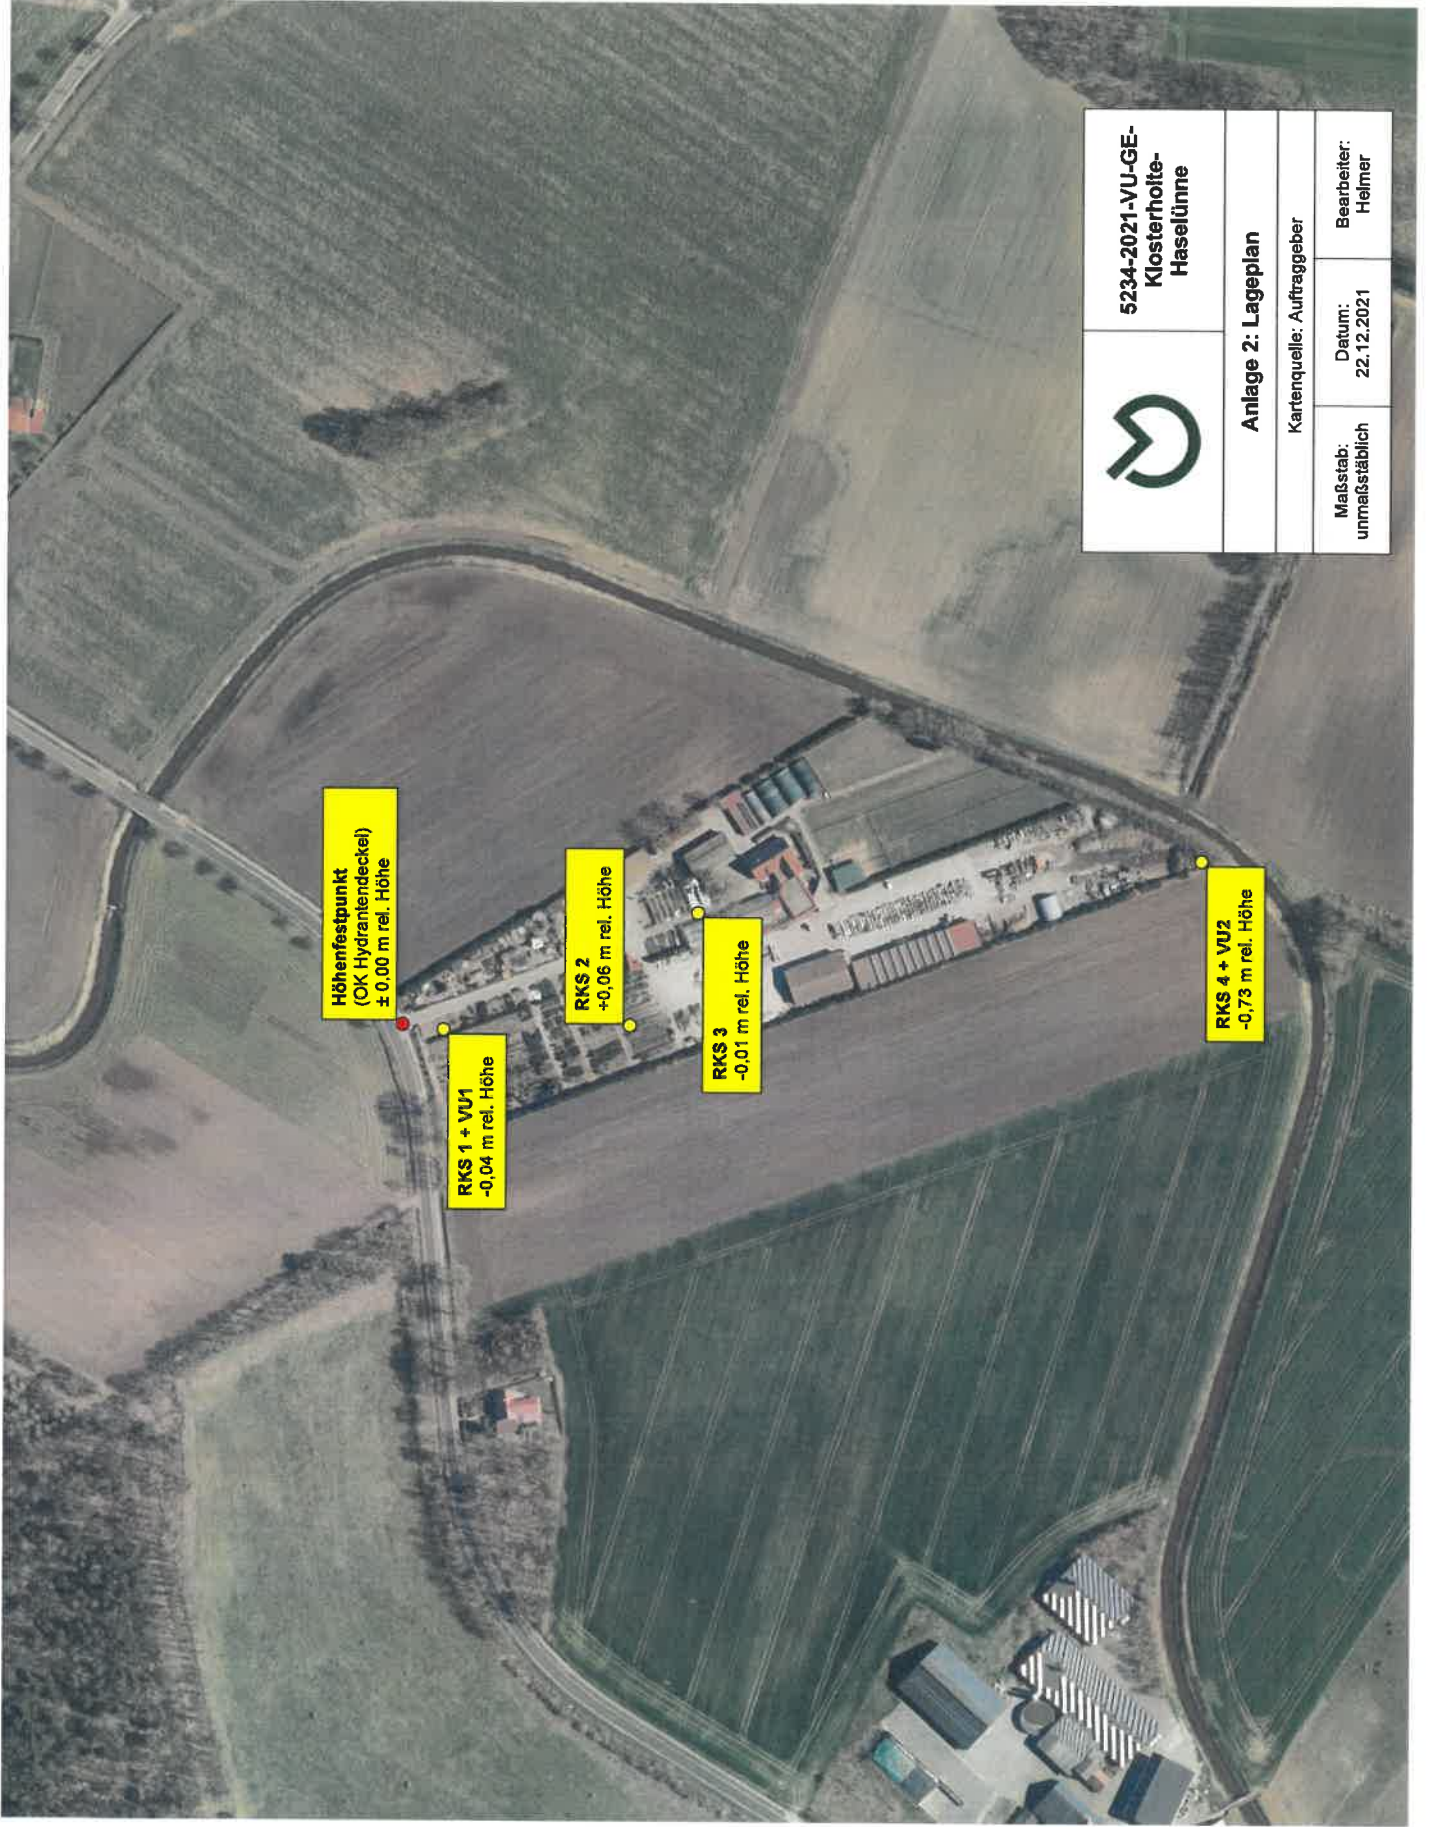 Höhenfestpunkt
(OK Hydrantendeckel)
± 0,00 m rel. Höhe
RKS 1 + VU1
-0,04 m rel. Höhe
RKS 2
+0,06 m rel. Höhe
RKS 3
-0,01 m rel. Höhe
RKS 4 + VU2
-0,73 m rel. Höhe
5234-2021-VU-GE-
Klosterholte-
Haselünne
Anlage 2: Lageplan
Kartenquelle: Auftraggeber
Maßstab:
unmaßstäblich
Datum:
22.12.2021
Bearbeiter:
Helmer